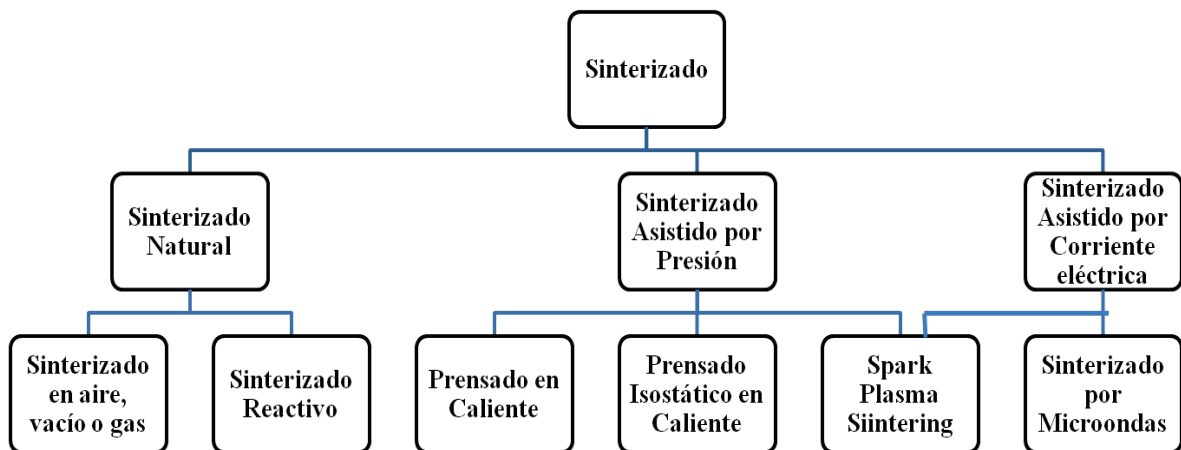 Sinterizado
Sinterizado
Natural
Sinterizado
Asistido por
Presión
Sinterizado
Asistido por
Corriente
eléctrica
Sinterizado
en aire,
vacío o gas
Sinterizado
Reactivo
Prensado en
Caliente
Prensado
Isostático en
Caliente
Spark
Plasma
Siintering
Sinterizado
por
Microondas